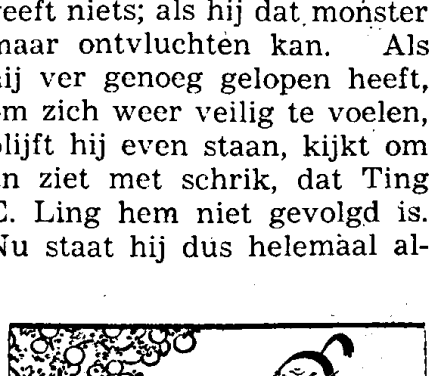 geeft niets; als hij dat monster
maar ontvluchten kan. Als
hij ver genoeg gelopen heeft,
om zich weer veilig te voelen,
blijft hij even staan, kijkt om
en ziet met schrik, dat Ting
C. Ling hem niet gevolgd is.
Nu staat hij dus helemaal al-